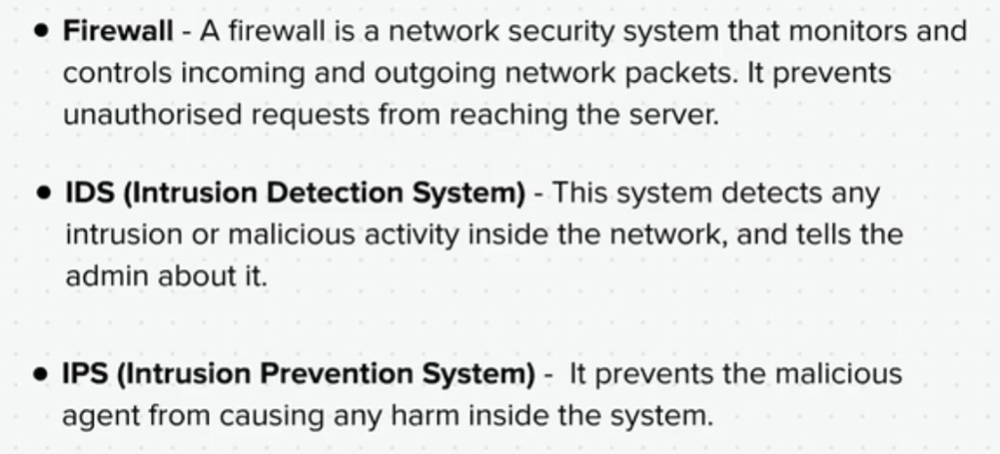 • Firewall - A firewall is a network security system that monitors and
controls incoming and outgoing network packets. It prevents
unauthorised requests from reaching the server.
• IDS (Intrusion Detection System) - This system detects any
intrusion or malicious activity inside the network, and tells the
admin about it.
• IPS (Intrusion Prevention System) - It prevents the malicious
agent from causing any harm inside the system.